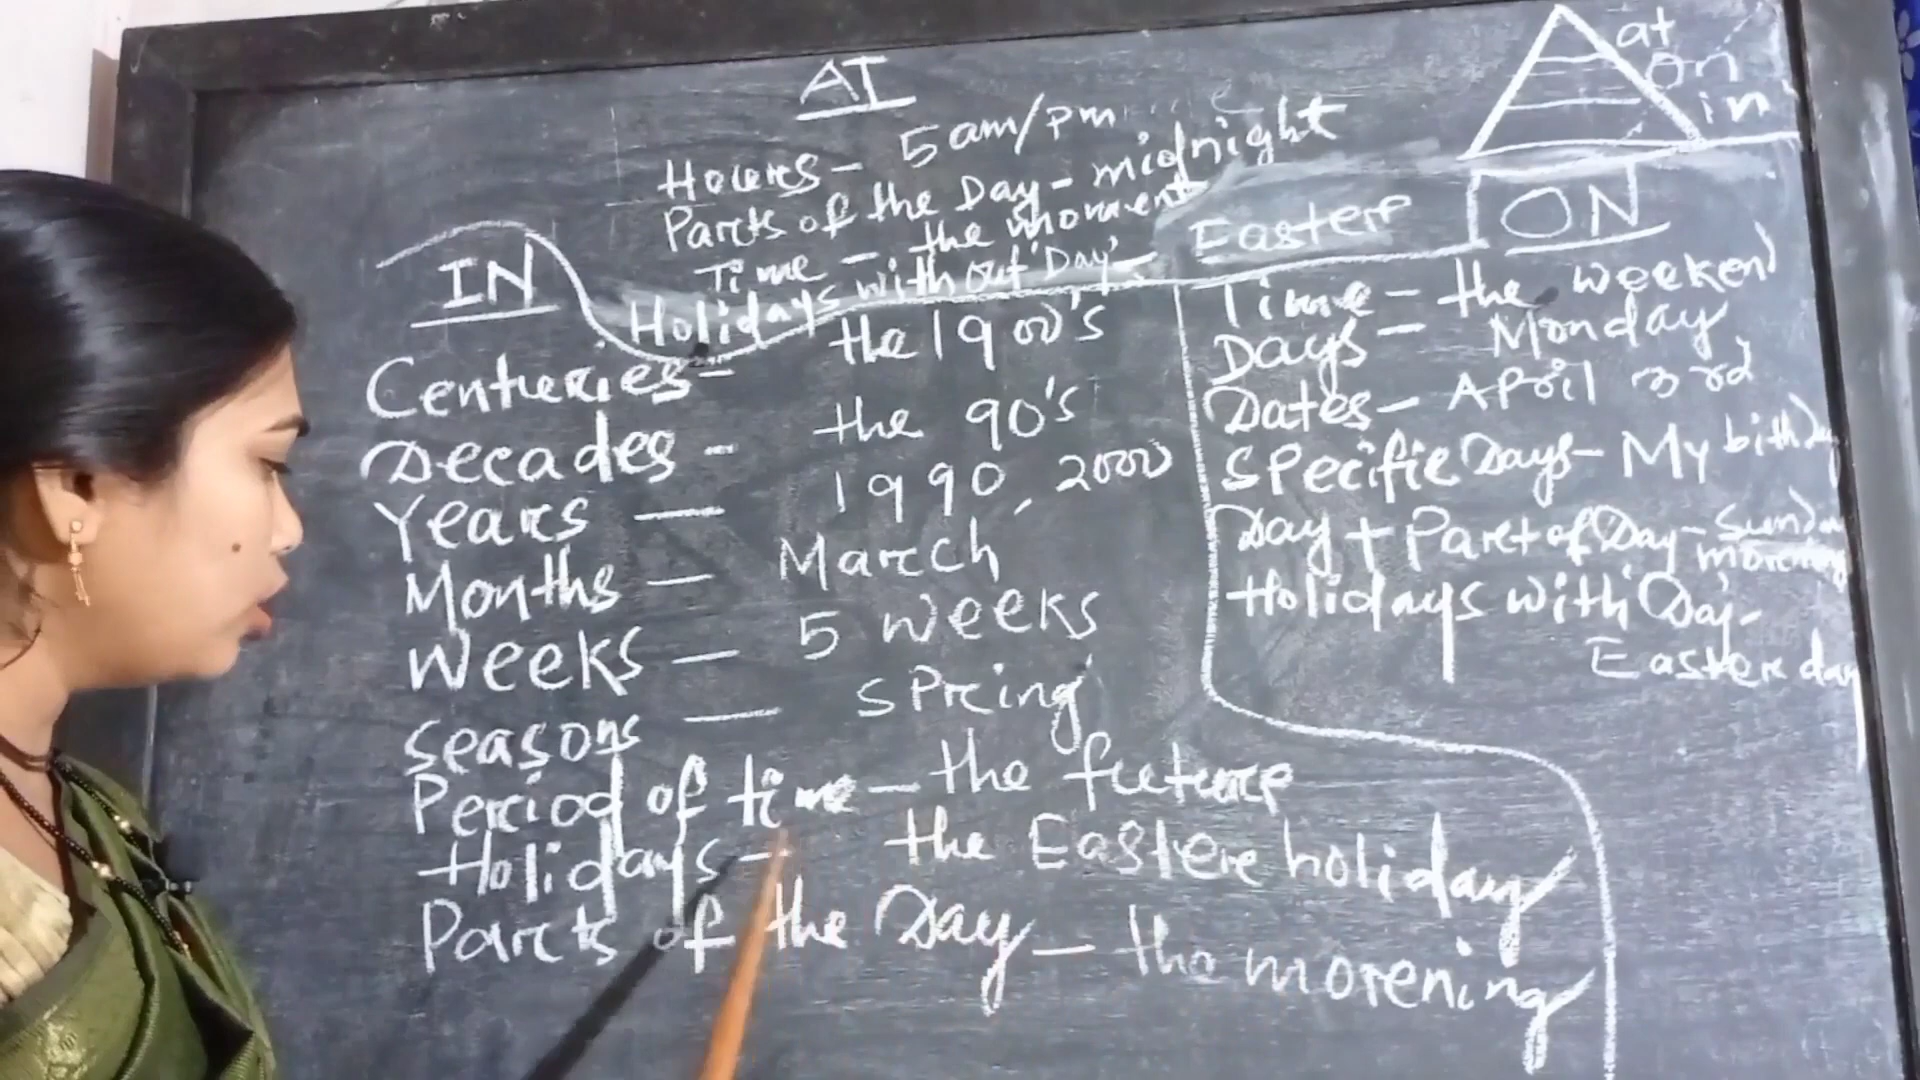 AT
Hours - 5 am/pm
Parts of the Day - midnight
Time - the moment
Holidays without 'Day' - Easter
at
on
in
IN
Centuries - the 1900's
Decades - the 90's
Years - 1990, 2000
Months - March
Weeks - 5 weeks
Seasons - Spring
Period of time - the future
Holidays - the Easter holiday
Parts of the Day - the morning
ON
Time - the weekend
Days - Monday
Dates - April 3rd
Specific Days - My bithday
Day + Part of Day - Sunday
morning
Holidays with 'Day' -
Easter day